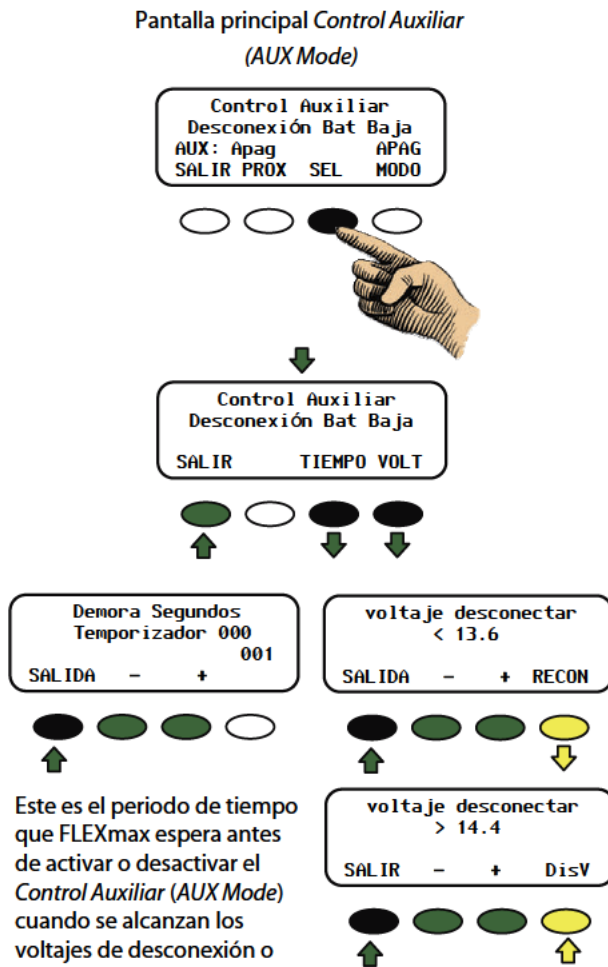 Pantalla principal Control Auxiliar
(AUX Mode)
Control Auxiliar
Desconexión Bat Baja
AUX: Apag APAG
SALIR PROX SEL MODO
Control Auxiliar
Desconexión Bat Baja
SALIR TIEMPO VOLT
Demora Segundos
Temporizador 000
001
SALIDA - +
voltaje desconectar
< 13.6
SALIDA - + RECON
Este es el periodo de tiempo
que FLEXmax espera antes
de activar o desactivar el
Control Auxiliar (AUX Mode)
cuando se alcanzan los
voltajes de desconexión o
voltaje desconectar
> 14.4
SALIR - + DisV